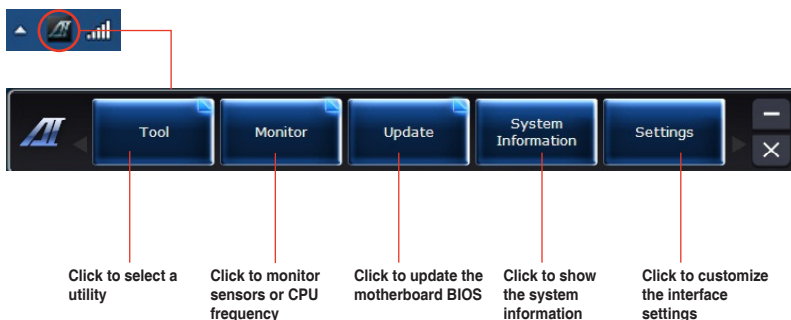 Tool
Monitor
Update
System
Information
Settings
Click to select a
utility
Click to monitor
sensors or CPU
frequency
Click to update the
motherboard BIOS
Click to show
the system
information
Click to customize
the interface
settings